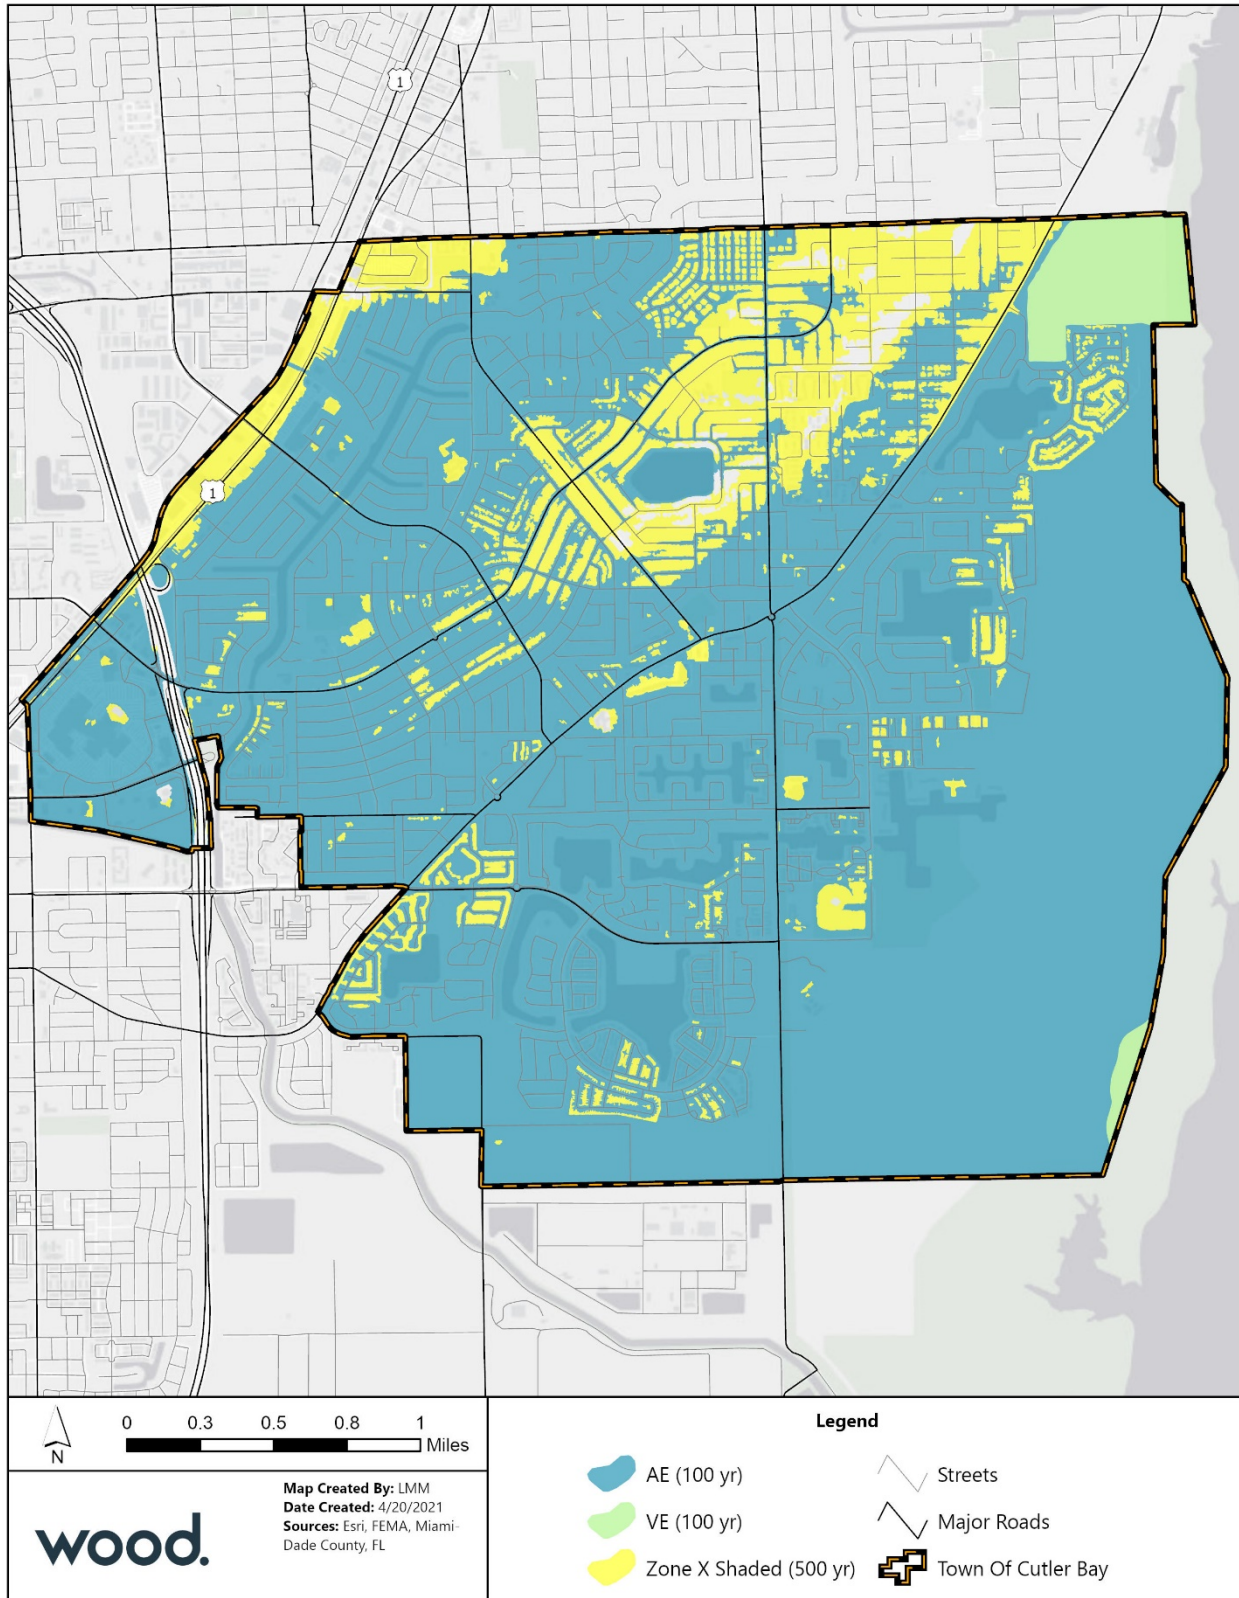 1
1
0 0.3 0.5 0.8 1
Miles
N
wood.
Map Created By: LMM
Date Created: 4/20/2021
Sources: Esri, FEMA, Miami-
Dade County, FL
Legend
AE (100 yr)
VE (100 yr)
Zone X Shaded (500 yr)
Streets
Major Roads
Town Of Cutler Bay